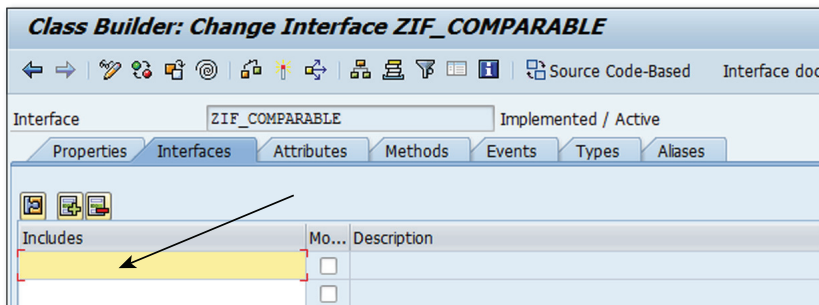 Class Builder: Change Interface ZIF_COMPARABLE
Source Code-Based Interface doc
Interface ZIF_COMPARABLE Implemented / Active
Properties Interfaces Attributes Methods Events Types Aliases
Includes Mo... Description